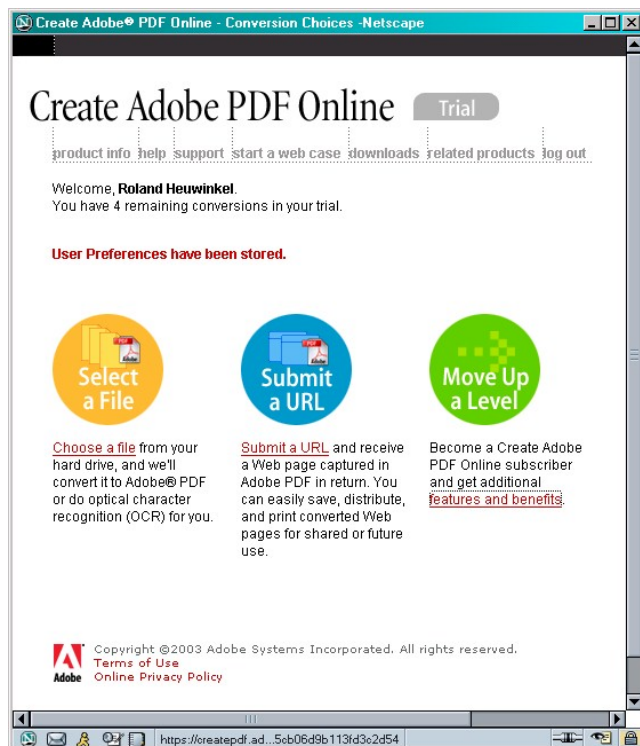 Create Adobe® PDF Online - Conversion Choices -Netscape
Create Adobe PDF Online Trial
product info help support start a web case downloads related products log out
Welcome, Roland Heuwinkel.
You have 4 remaining conversions in your trial.
User Preferences have been stored.
Select
a File
Submit
a URL
Move Up
a Level
Choose a file from your
hard drive, and we'll
convert it to Adobe® PDF
or do optical character
recognition (OCR) for you.
Submit a URL and receive
a Web page captured in
Adobe PDF in return. You
can easily save, distribute,
and print converted Web
pages for shared or future
use.
Become a Create Adobe
PDF Online subscriber
and get additional
features and benefits.
Adobe
Copyright ©2003 Adobe Systems Incorporated. All rights reserved.
Terms of Use
Online Privacy Policy
https://createpdf.ad...5cb06d9b113fd3c2d54